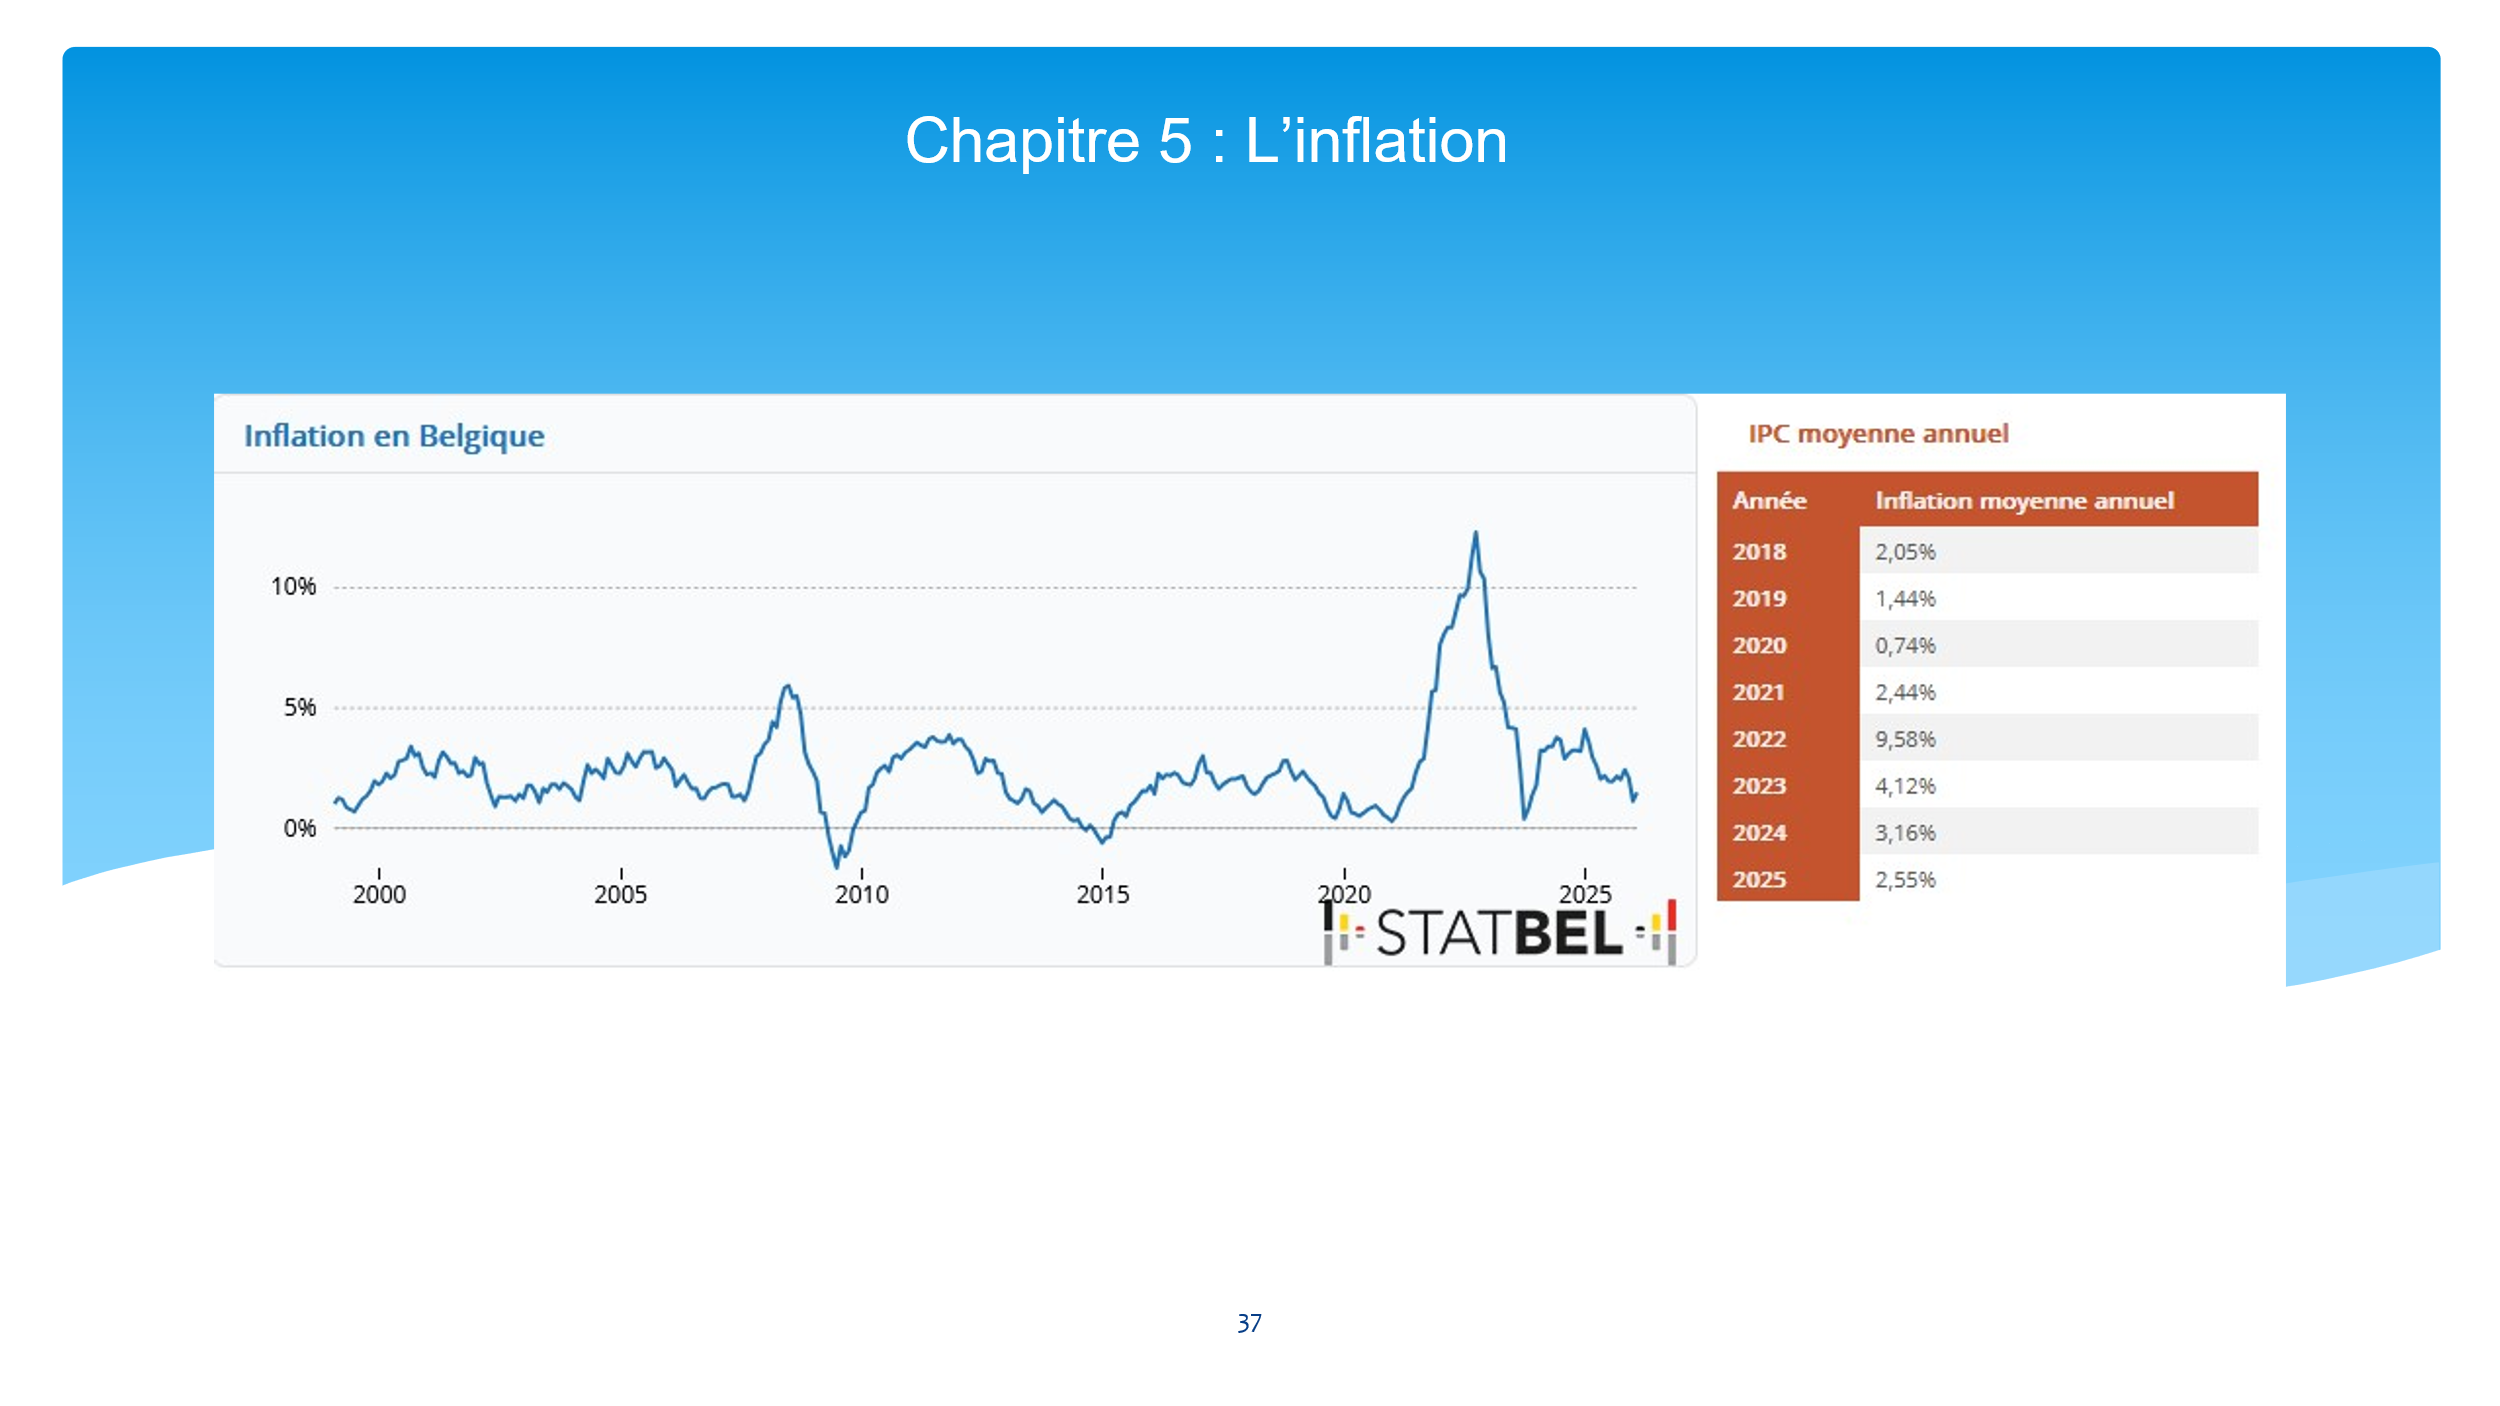 Chapitre 5 : L’inflation
Inflation en Belgique
10%
5%
0%
2000 2005 2010 2015 2020 2025
STATBEL
IPC moyenne annuel
Année Inflation moyenne annuel
2018 2,05%
2019 1,44%
2020 0,74%
2021 2,44%
2022 9,58%
2023 4,12%
2024 3,16%
2025 2,55%
37